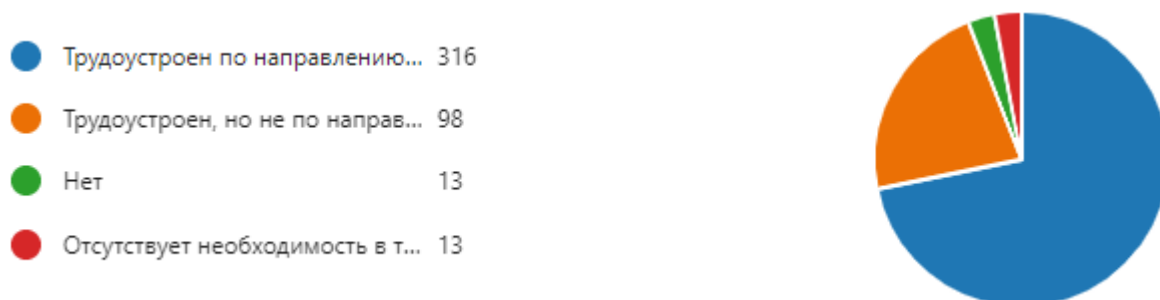 Трудоустроен по направлению... 316
Трудоустроен, но не по направ... 98
Нет 13
Отсутствует необходимость в т... 13